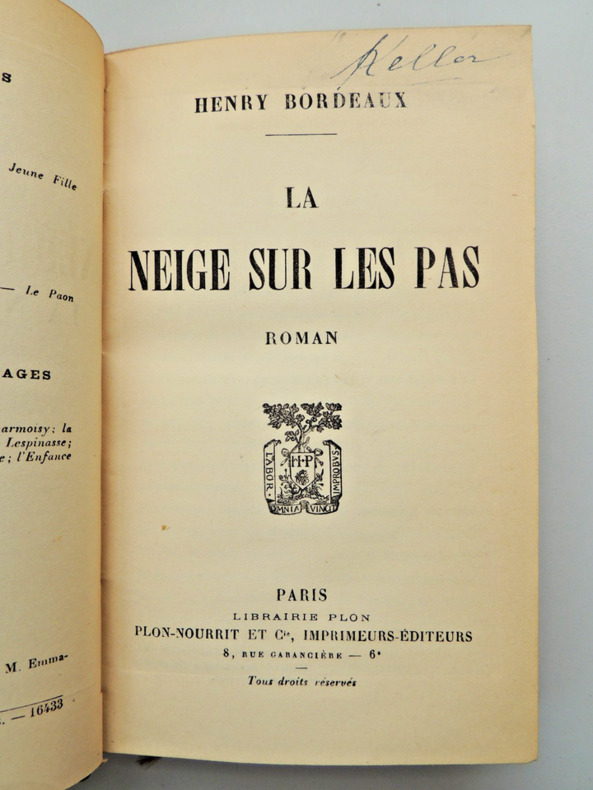 S
Jeune Fille
— Le Paon
AGES
armoisy; la
Lespinasse;
e; l'Enfance
M. Emma-
. — 16433
Keller
HENRY BORDEAUX
LA
NEIGE SUR LES PAS
ROMAN
H·P
LABOR · OMNIA VINCIT IMPROBUS
PARIS
LIBRAIRIE PLON
PLON-NOURRIT ET Cie, IMPRIMEURS-ÉDITEURS
8, RUE GARANCIÈRE — 6e
Tous droits réservés